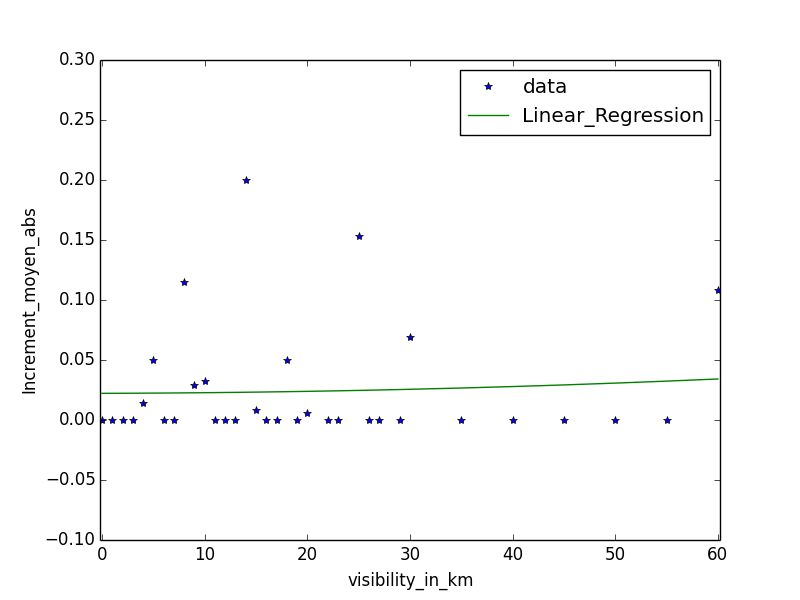 0.30
0.25
0.20
0.15
0.10
0.05
0.00
−0.05
−0.10
0 10 20 30 40 50 60
visibility_in_km
Increment_moyen_abs
data
Linear_Regression